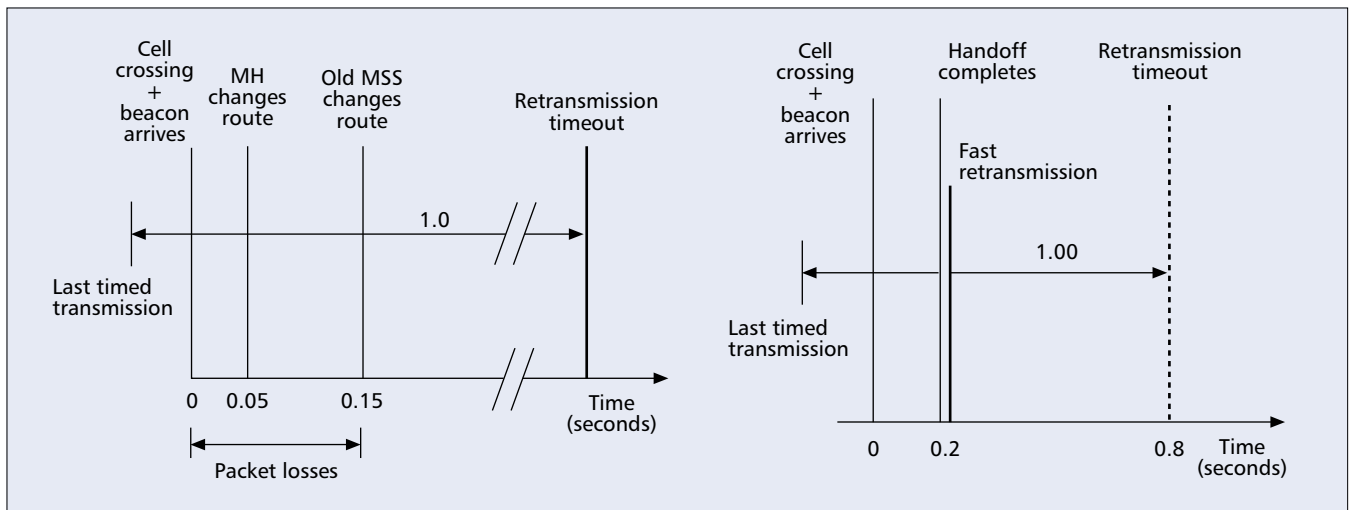 Cell
crossing
+
beacon
arrives
MH
changes
route
Old MSS
changes
route
Retransmission
timeout
1.0
Last timed
transmission
0
0.05
0.15
Time
(seconds)
Packet losses
Cell
crossing
+
beacon
arrives
Handoff
completes
Retransmission
timeout
Fast
retransmission
1.00
Last timed
transmission
0
0.2
0.8
Time
(seconds)